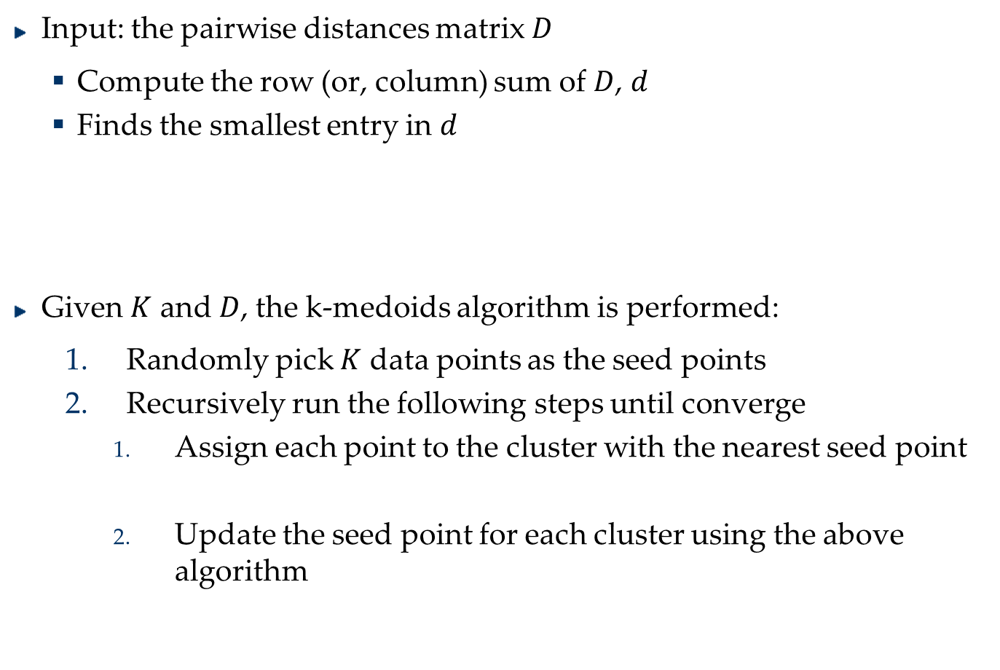 Input: the pairwise distances matrix D
Compute the row (or, column) sum of D, d
Finds the smallest entry in d
Given K and D, the k-medoids algorithm is performed:
1. Randomly pick K data points as the seed points
2. Recursively run the following steps until converge
1. Assign each point to the cluster with the nearest seed point
2. Update the seed point for each cluster using the above
algorithm